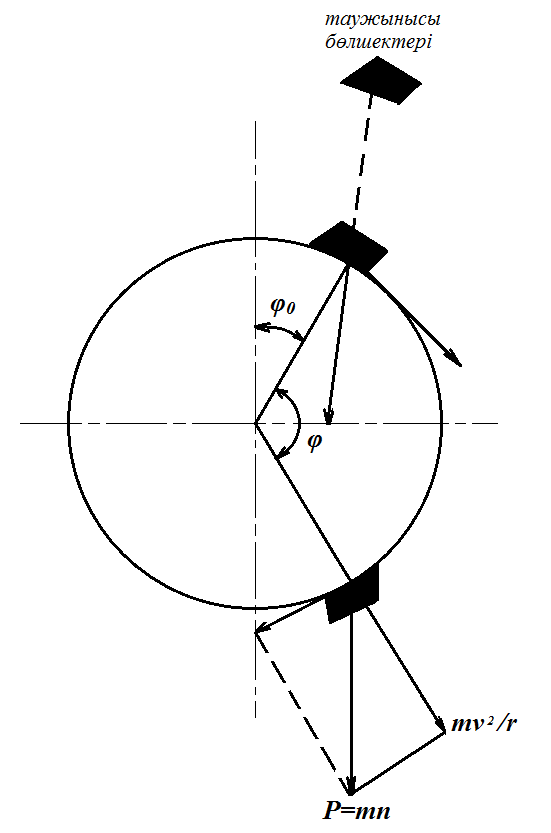 таужынысы
бөлшектері
φ₀
φ
mv²/r
P=mn